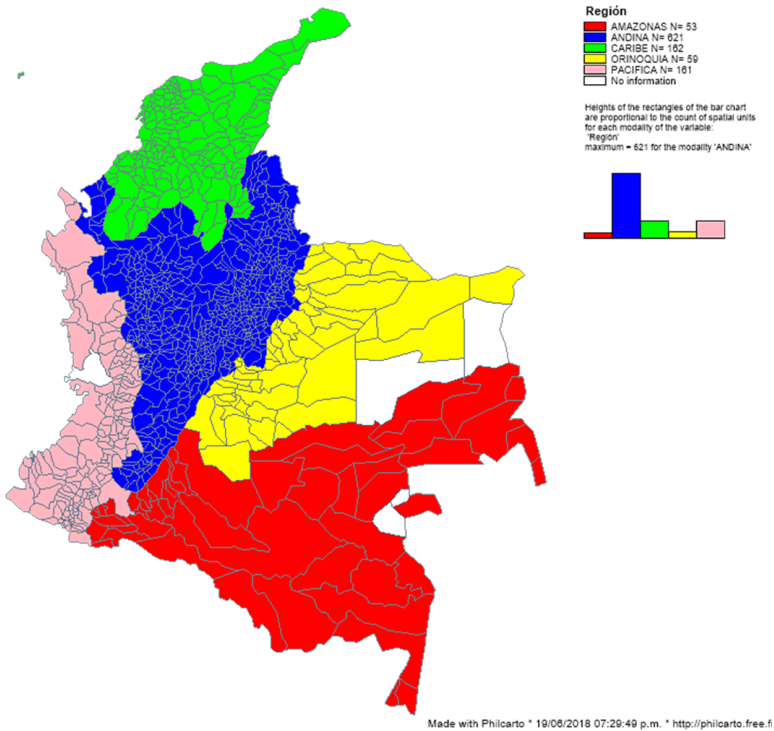 Región
AMAZONAS N= 53
ANDINA N= 621
CARIBE N= 162
ORINOQUIA N= 59
PACIFICA N= 161
No information
Heights of the rectangles of the bar chart
are proportional to the count of spatial units
for each modality of the variable:
'Región'
maximum = 621 for the modality 'ANDINA'
Made with Philcarto * 19/06/2018 07:29:49 p.m. * http://philcarto.free.f